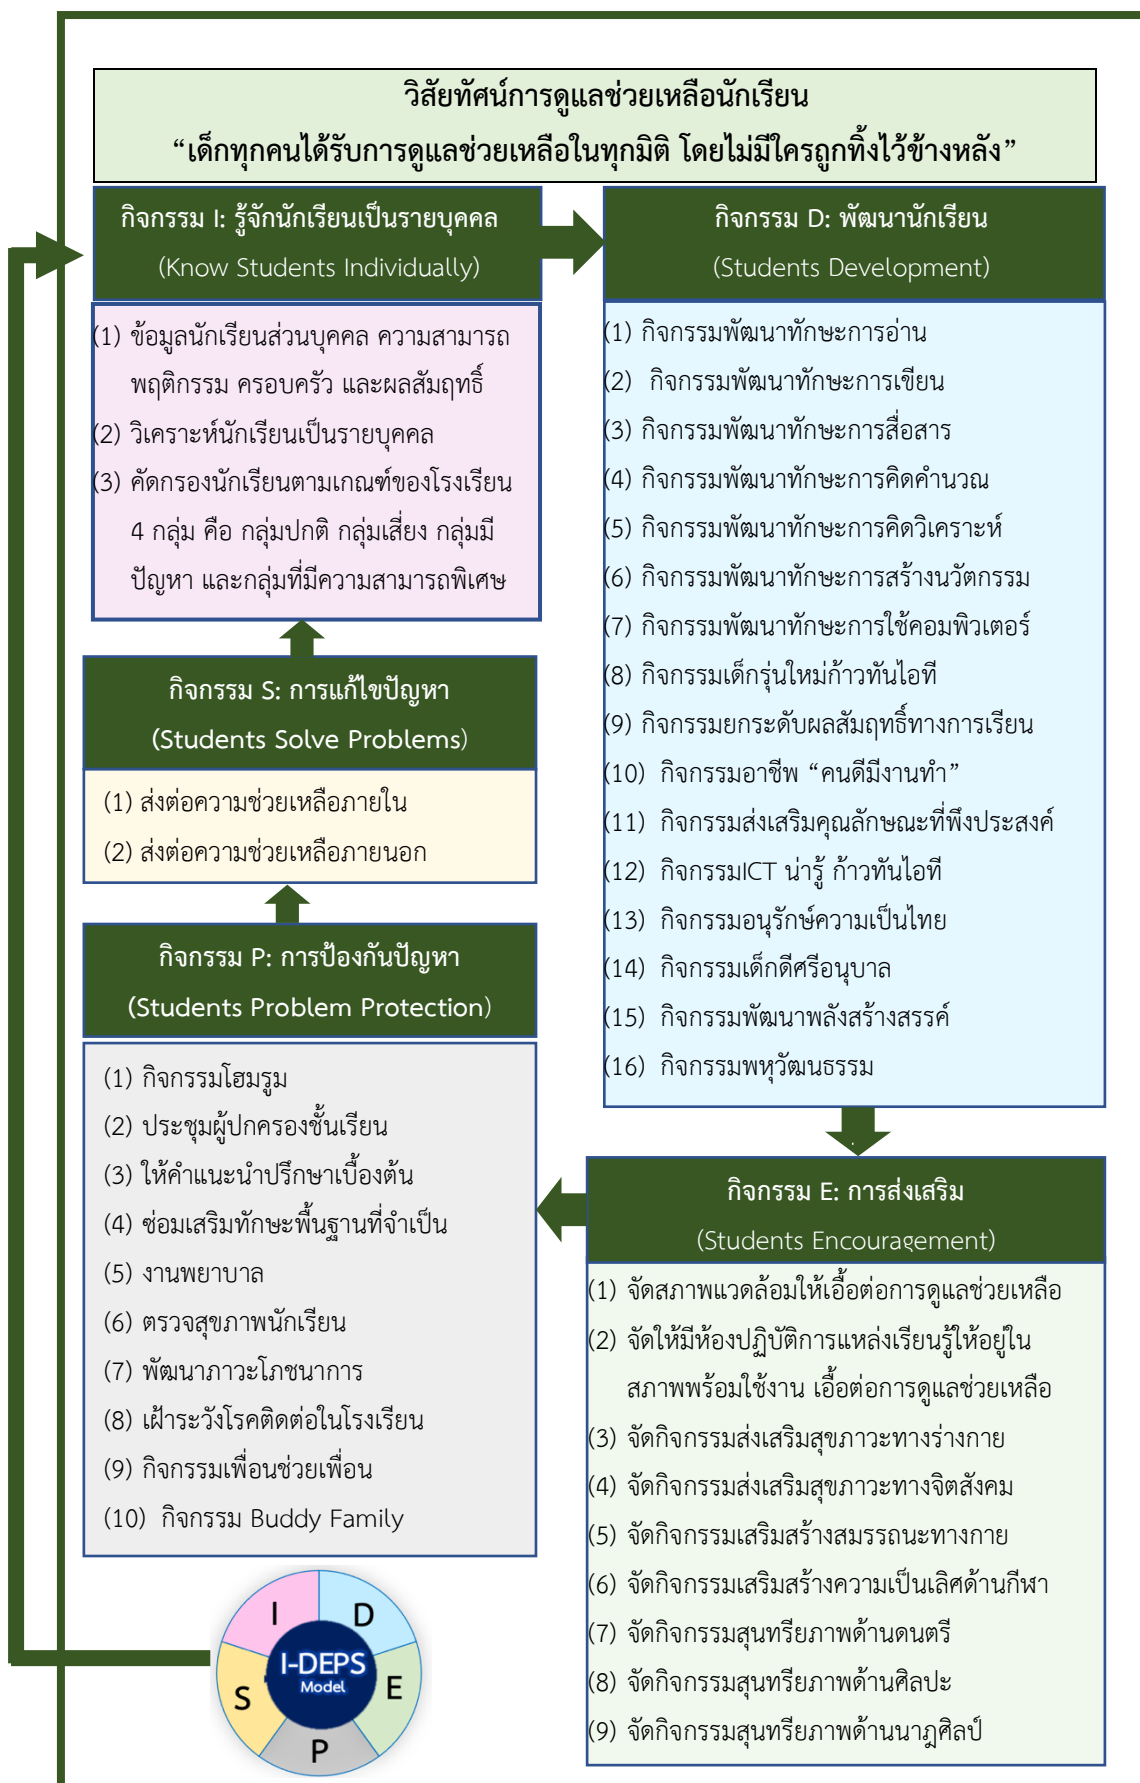 วิสัยทัศน์การดูแลช่วยเหลือนักเรียน
“เด็กทุกคนได้รับการดูแลช่วยเหลือในทุกมิติ โดยไม่มีใครถูกทิ้งไว้ข้างหลัง”
กิจกรรม I: รู้จักนักเรียนเป็นรายบุคคล
(Know Students Individually)
(1) ข้อมูลนักเรียนส่วนบุคคล ความสามารถ
พฤติกรรม ครอบครัว และผลสัมฤทธิ์
(2) วิเคราะห์นักเรียนเป็นรายบุคคล
(3) คัดกรองนักเรียนตามเกณฑ์ของโรงเรียน
4 กลุ่ม คือ กลุ่มปกติ กลุ่มเสี่ยง กลุ่มมี
ปัญหา และกลุ่มที่มีความสามารถพิเศษ
กิจกรรม D: พัฒนานักเรียน
(Students Development)
(1) กิจกรรมพัฒนาทักษะการอ่าน
(2) กิจกรรมพัฒนาทักษะการเขียน
(3) กิจกรรมพัฒนาทักษะการสื่อสาร
(4) กิจกรรมพัฒนาทักษะการคิดคำนวณ
(5) กิจกรรมพัฒนาทักษะการคิดวิเคราะห์
(6) กิจกรรมพัฒนาทักษะการสร้างนวัตกรรม
(7) กิจกรรมพัฒนาทักษะการใช้คอมพิวเตอร์
(8) กิจกรรมเด็กรุ่นใหม่ก้าวทันไอที
(9) กิจกรรมยกระดับผลสัมฤทธิ์ทางการเรียน
(10) กิจกรรมอาชีพ “คนดีมีงานทำ”
(11) กิจกรรมส่งเสริมคุณลักษณะที่พึงประสงค์
(12) กิจกรรมICT น่ารู้ ก้าวทันไอที
(13) กิจกรรมอนุรักษ์ความเป็นไทย
(14) กิจกรรมเด็กดีศรีอนุบาล
(15) กิจกรรมพัฒนาพลังสร้างสรรค์
(16) กิจกรรมพหุวัฒนธรรม
กิจกรรม S: การแก้ไขปัญหา
(Students Solve Problems)
(1) ส่งต่อความช่วยเหลือภายใน
(2) ส่งต่อความช่วยเหลือภายนอก
กิจกรรม P: การป้องกันปัญหา
(Students Problem Protection)
(1) กิจกรรมโฮมรูม
(2) ประชุมผู้ปกครองชั้นเรียน
(3) ให้คำแนะนำปรึกษาเบื้องต้น
(4) ซ่อมเสริมทักษะพื้นฐานที่จำเป็น
(5) งานพยาบาล
(6) ตรวจสุขภาพนักเรียน
(7) พัฒนาภาวะโภชนาการ
(8) เฝ้าระวังโรคติดต่อในโรงเรียน
(9) กิจกรรมเพื่อนช่วยเพื่อน
(10) กิจกรรม Buddy Family
กิจกรรม E: การส่งเสริม
(Students Encouragement)
(1) จัดสภาพแวดล้อมให้เอื้อต่อการดูแลช่วยเหลือ
(2) จัดให้มีห้องปฏิบัติการแหล่งเรียนรู้ให้อยู่ใน
สภาพพร้อมใช้งาน เอื้อต่อการดูแลช่วยเหลือ
(3) จัดกิจกรรมส่งเสริมสุขภาวะทางร่างกาย
(4) จัดกิจกรรมส่งเสริมสุขภาวะทางจิตสังคม
(5) จัดกิจกรรมเสริมสร้างสมรรถนะทางกาย
(6) จัดกิจกรรมเสริมสร้างความเป็นเลิศด้านกีฬา
(7) จัดกิจกรรมสุนทรียภาพด้านดนตรี
(8) จัดกิจกรรมสุนทรียภาพด้านศิลปะ
(9) จัดกิจกรรมสุนทรียภาพด้านนาฏศิลป์
I
D
I-DEPS
Model
S
E
P